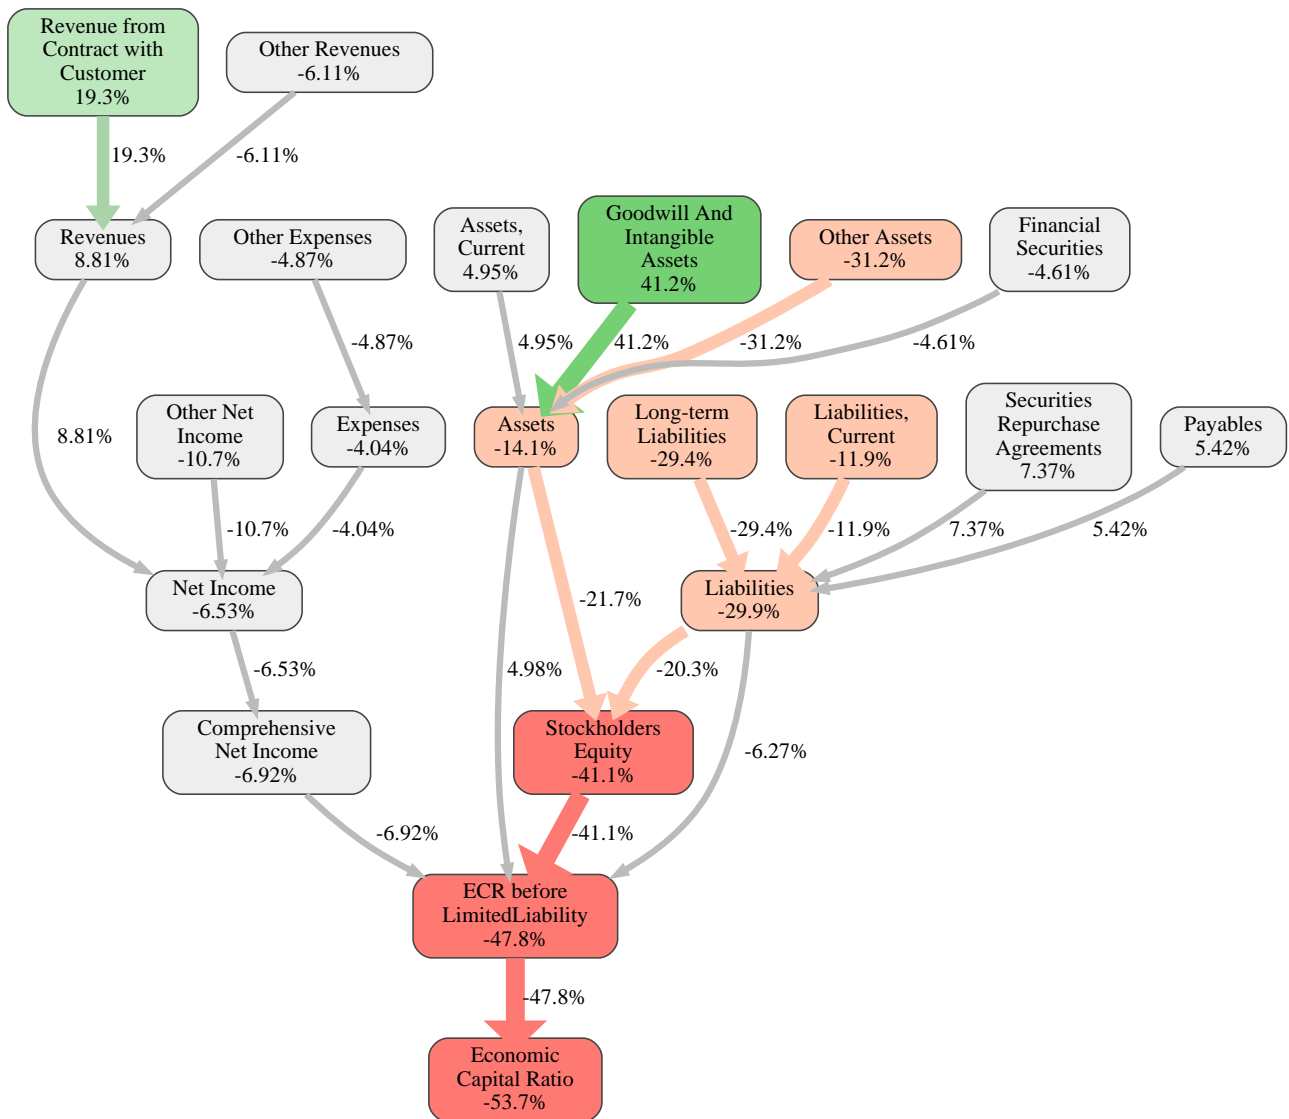 Revenue from
Contract with
Customer
19.3%
Other Revenues
-6.11%
19.3%
-6.11%
Revenues
8.81%
Other Expenses
-4.87%
Assets,
Current
4.95%
Goodwill And
Intangible
Assets
41.2%
Other Assets
-31.2%
Financial
Securities
-4.61%
-4.87%
4.95%
41.2%
-31.2%
-4.61%
8.81%
Other Net
Income
-10.7%
Expenses
-4.04%
Assets
-14.1%
Long-term
Liabilities
-29.4%
Liabilities,
Current
-11.9%
Securities
Repurchase
Agreements
7.37%
Payables
5.42%
-10.7%
-4.04%
-29.4%
-11.9%
7.37%
5.42%
Net Income
-6.53%
-21.7%
Liabilities
-29.9%
-6.53%
4.98%
-20.3%
Comprehensive
Net Income
-6.92%
Stockholders
Equity
-41.1%
-6.27%
-6.92%
-41.1%
ECR before
LimitedLiability
-47.8%
-47.8%
Economic
Capital Ratio
-53.7%